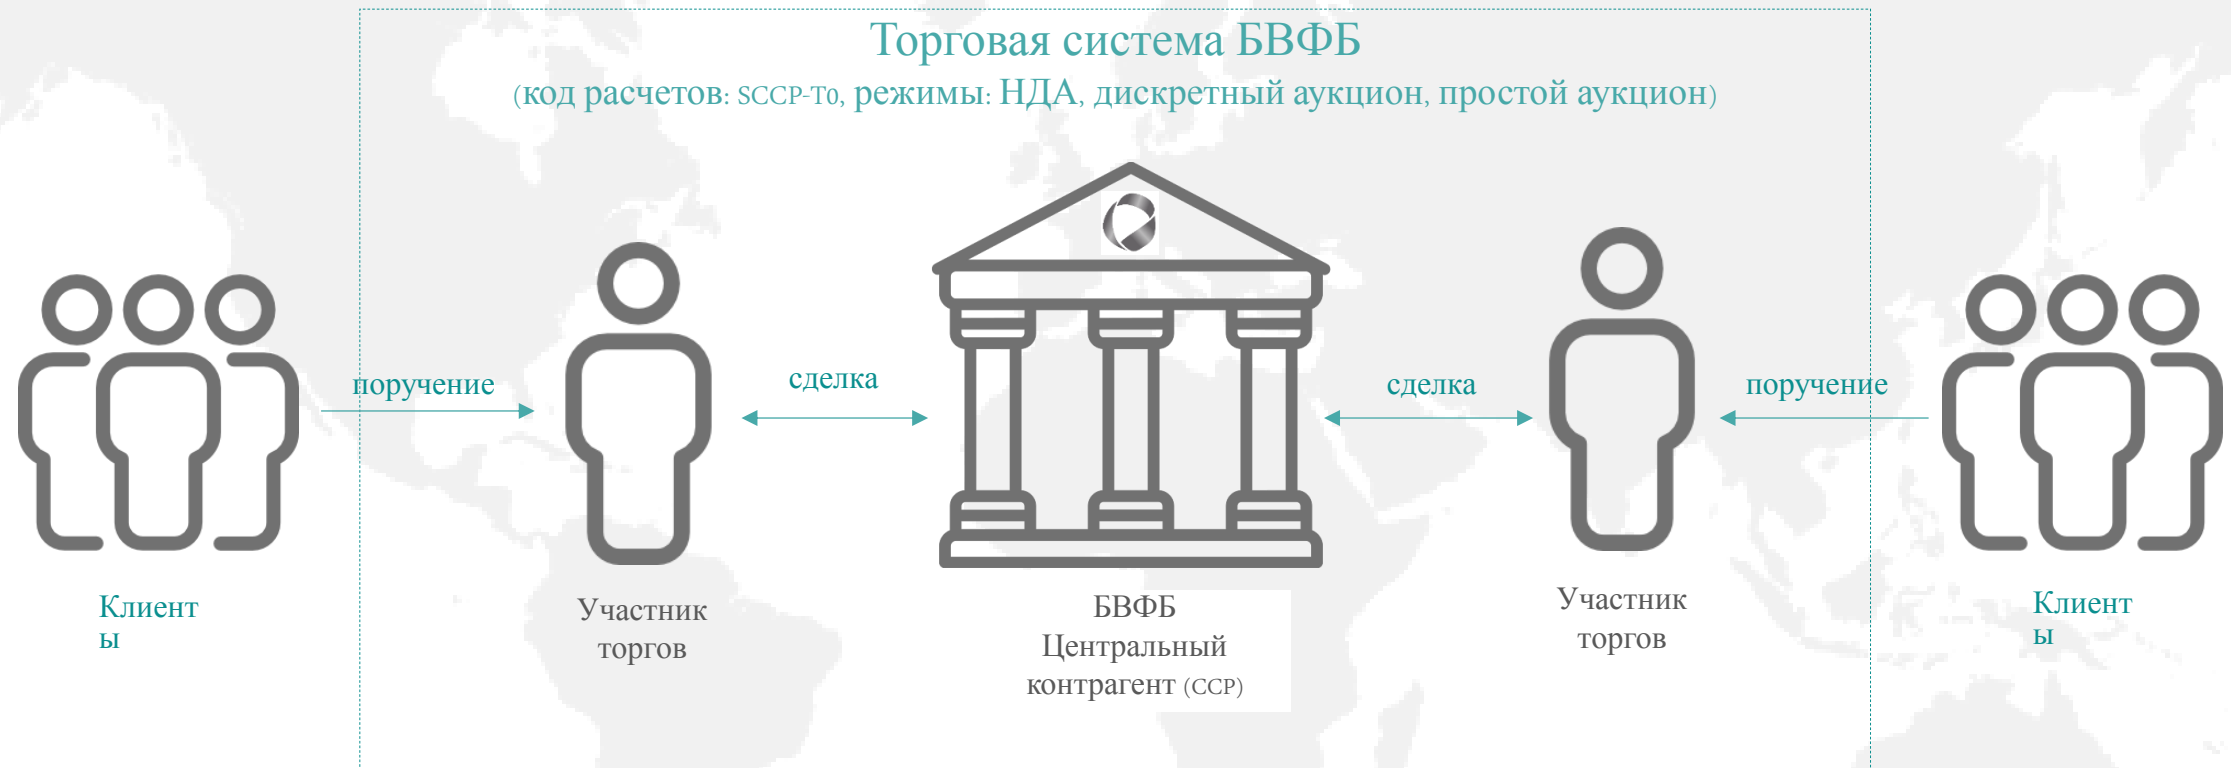 Торговая система БВФБ
(код расчетов: SCCP-T0, режимы: НДА, дискретный аукцион, простой аукцион)
поручение
сделка
сделка
поручение
Клиент
ы
Участник
торгов
БВФБ
Центральный
контрагент (CCP)
Участник
торгов
Клиент
ы